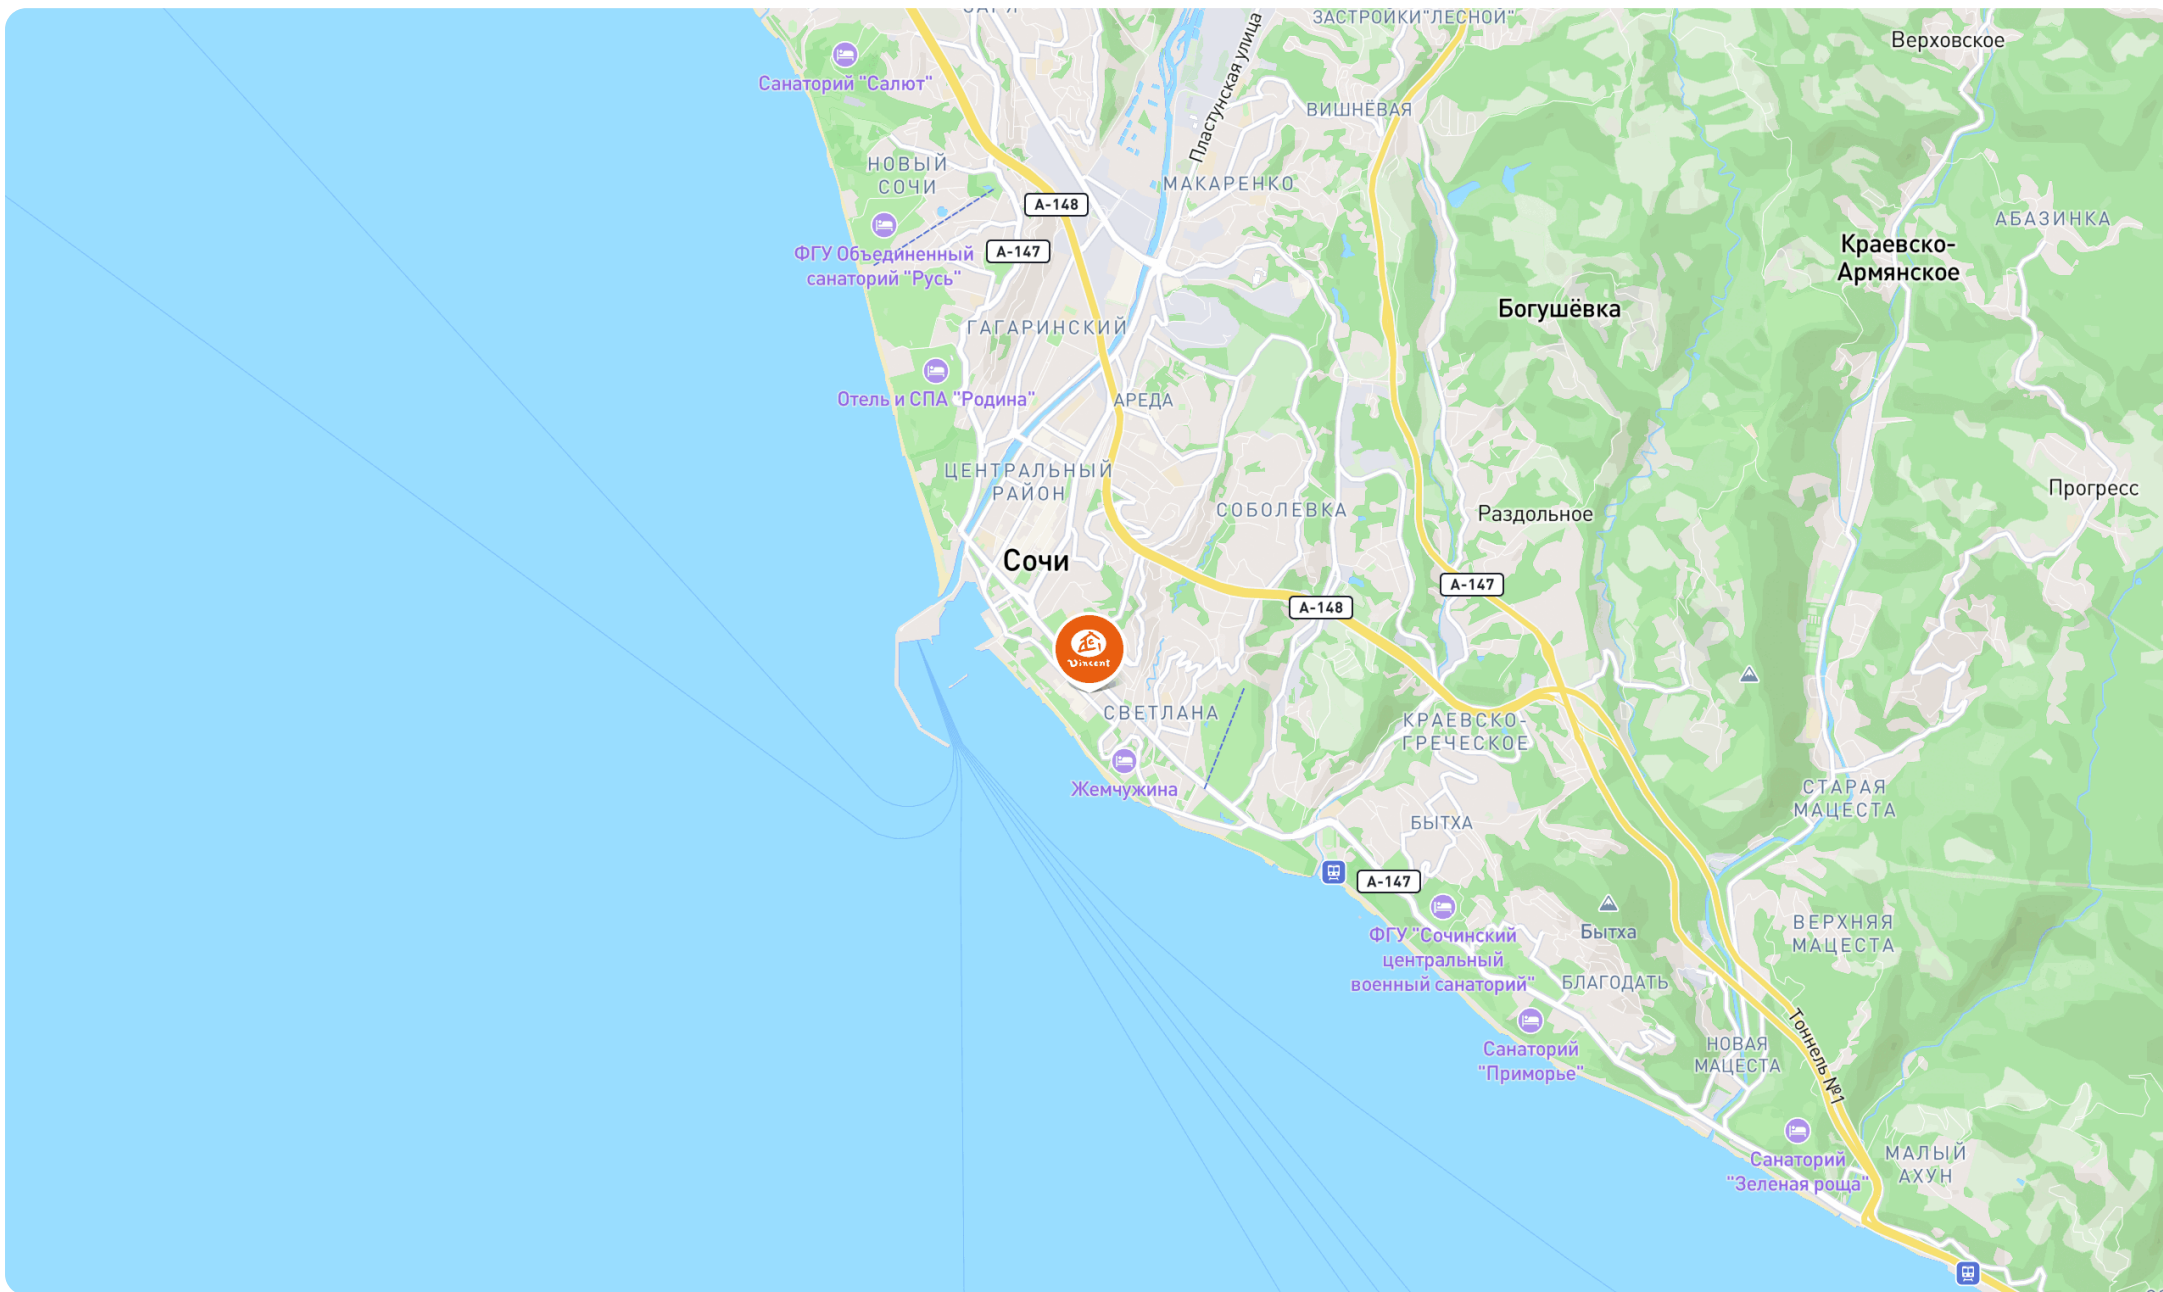 ЗАРЯ
ЗАСТРОЙКИ"ЛЕСНОЙ"
Верховское
Санаторий "Салют"
Пластунская улица
ВИШНЁВАЯ
НОВЫЙ
СОЧИ
МАКАРЕНКО
А-148
АБАЗИНКА
ФГУ Объединенный
санаторий "Русь"
А-147
Краевско-
Армянское
Богушёвка
ГАГАРИНСКИЙ
Отель и СПА "Родина"
АРЕДА
ЦЕНТРАЛЬНЫЙ
РАЙОН
СОБОЛЕВКА
Раздольное
Прогресс
Сочи
А-147
А-148
Vincent
СВЕТЛАНА
КРАЕВСКО-
ГРЕЧЕСКОЕ
Жемчужина
СТАРАЯ
МАЦЕСТА
БЫТХА
А-147
ФГУ "Сочинский
центральный
военный санаторий"
Бытха
ВЕРХНЯЯ
МАЦЕСТА
БЛАГОДАТЬ
Санаторий
"Приморье"
НОВАЯ
МАЦЕСТА
Тоннель №1
Санаторий
"Зеленая роща"
МАЛЫЙ
АХУН